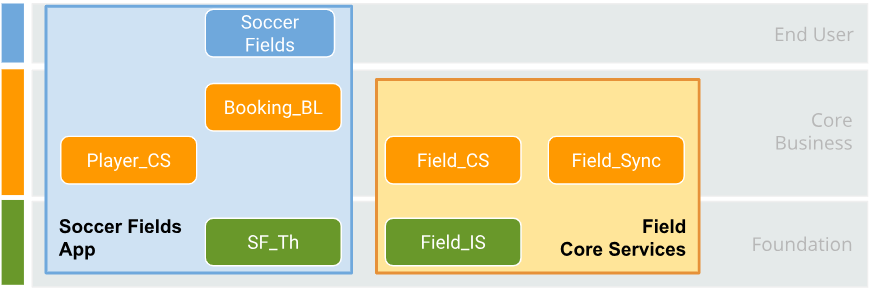 Soccer
Fields
End User
Booking_BL
Core
Business
Player_CS
Field_CS
Field_Sync
Soccer Fields
App
SF_Th
Field_IS
Field
Core Services
Foundation